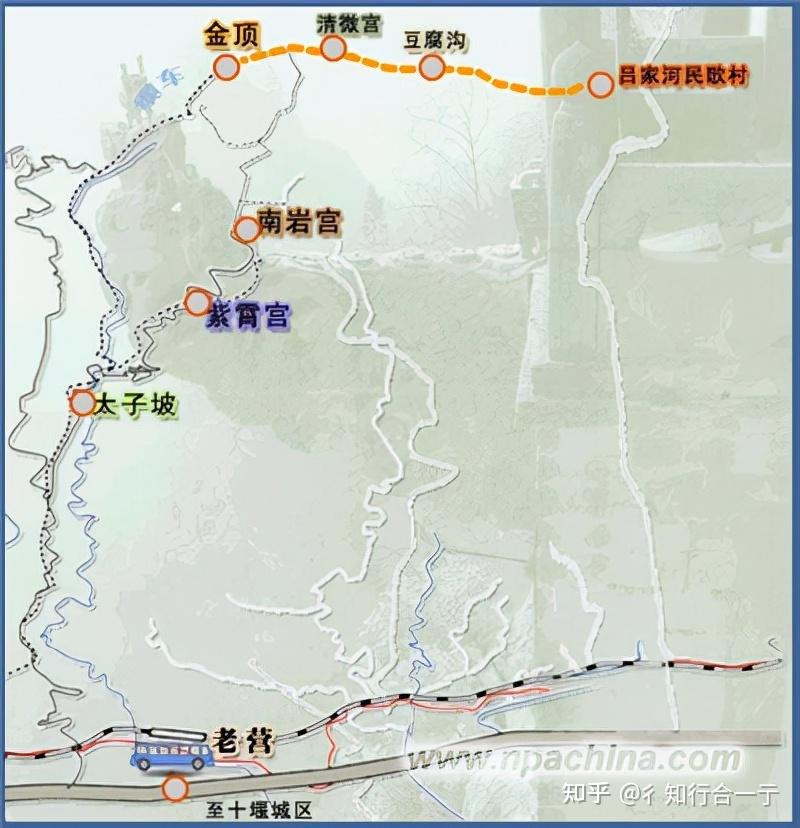 清微宫
金顶
豆腐沟
吕家河民歌村
南岩宫
紫霄宫
太子坡
老营
www.npachina.com
知乎 @彳知行合一亍
至十堰城区